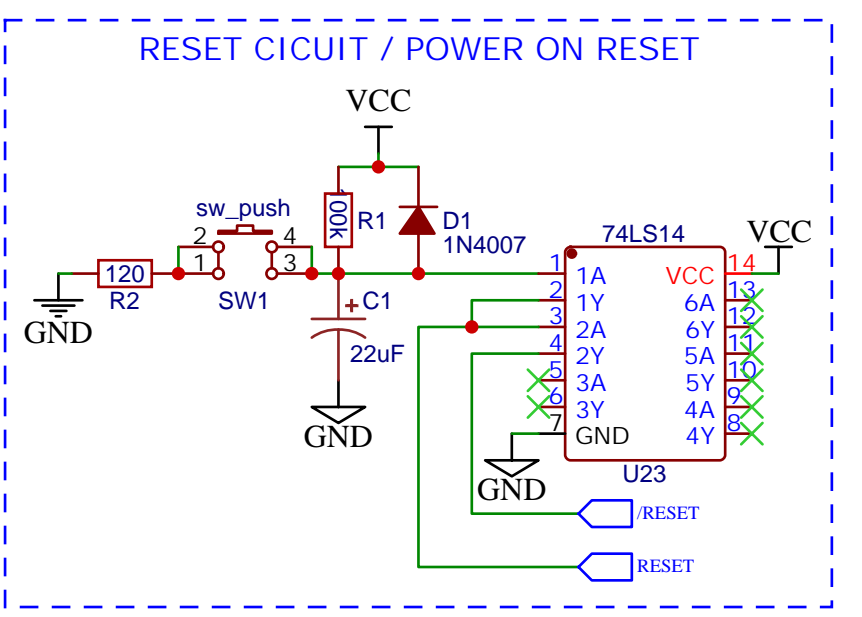 RESET CICUIT / POWER ON RESET
VCC
sw_push
2
4
1
3
SW1
120
R2
GND
00k
R1
D1
1N4007
+
C1
22uF
GND
74LS14
VCC
1
1A
2
1Y
3
2A
4
2Y
5
3A
6
3Y
7
GND
VCC
14
6A
13
6Y
12
5A
11
5Y
10
4A
9
4Y
8
U23
GND
/RESET
RESET